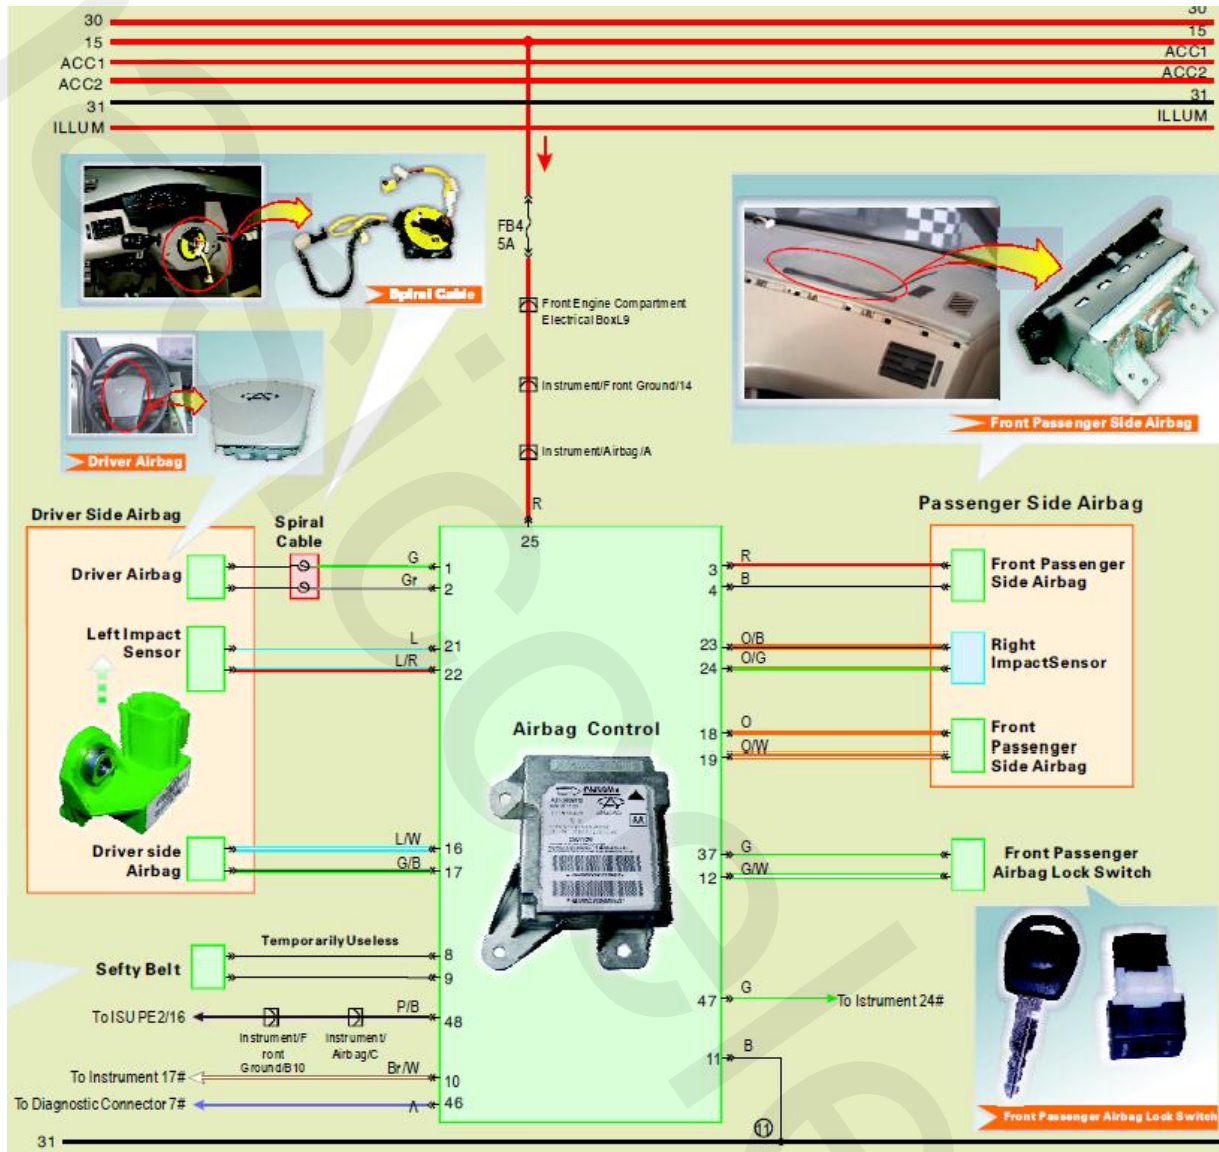 30
15
ACC1
ACC2
31
ILLUM
30
15
ACC1
ACC2
31
ILLUM
FB4
5A
Spiral Cable
Front Engine Compartment
Electrical BoxL9
Instrument/Front Ground/14
Instrument/Airbag/A
Driver Airbag
Front Passenger Side Airbag
R
25
Driver Side Airbag
Spiral
Cable
Passenger Side Airbag
Driver Airbag
G
1
Gr
2
3
R
4
B
Front Passenger
Side Airbag
Left Impact
Sensor
L
21
L/R
22
23
O/B
24
O/G
Right
ImpactSensor
Airbag Control
18
O
19
O/W
Front
Passenger
Side Airbag
AA
Driver side
Airbag
L/W
16
G/B
17
37
G
12
G/W
Front Passenger
Airbag Lock Switch
Sefty Belt
Temporarily Useless
8
9
To ISU PE2/16
P/B
48
Instrument/F
ront
Ground/B10
Instrument/
Airbag/C
47
G
To Istrument 24#
To Instrument 17#
Br/W
10
11
B
To Diagnostic Connector 7#
46
11
31
Front Passenger Airbag Lock Switch